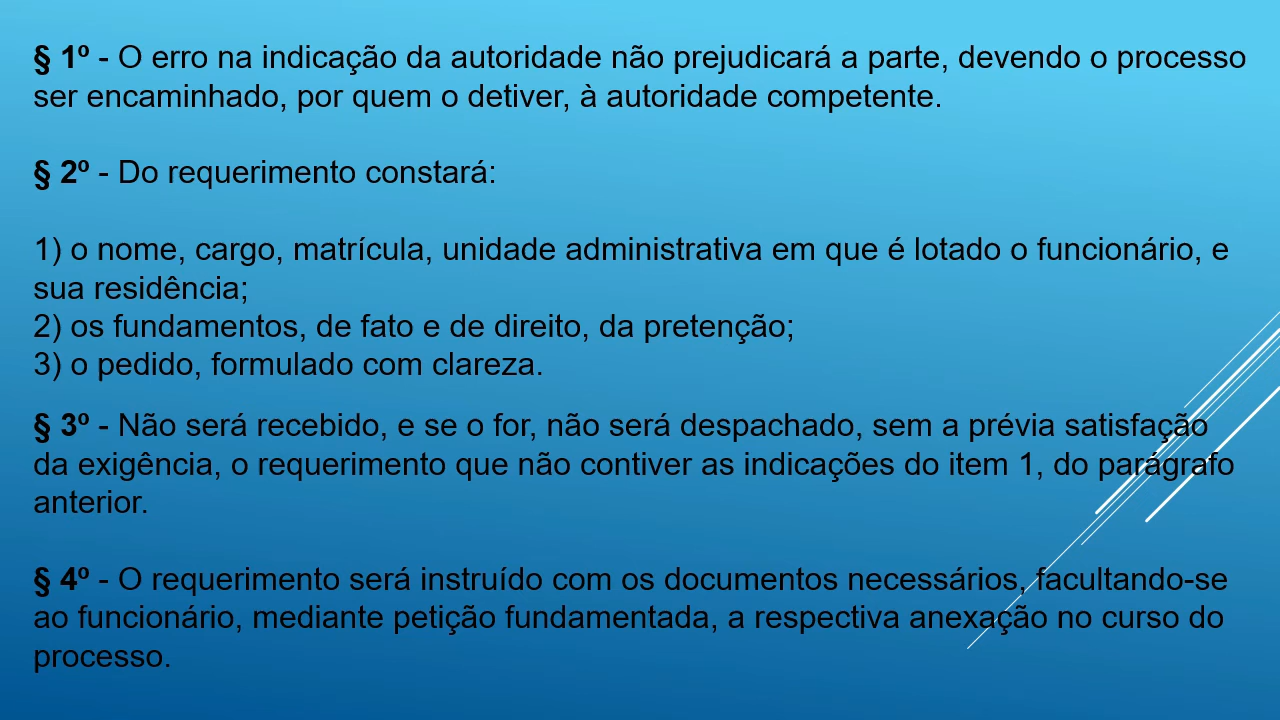 § 1º - O erro na indicação da autoridade não prejudicará a parte, devendo o processo
ser encaminhado, por quem o detiver, à autoridade competente.
§ 2º - Do requerimento constará:
1) o nome, cargo, matrícula, unidade administrativa em que é lotado o funcionário, e
sua residência;
2) os fundamentos, de fato e de direito, da pretenção;
3) o pedido, formulado com clareza.
§ 3º - Não será recebido, e se o for, não será despachado, sem a prévia satisfação
da exigência, o requerimento que não contiver as indicações do item 1, do parágrafo
anterior.
§ 4º - O requerimento será instruído com os documentos necessários, facultando-se
ao funcionário, mediante petição fundamentada, a respectiva anexação no curso do
processo.